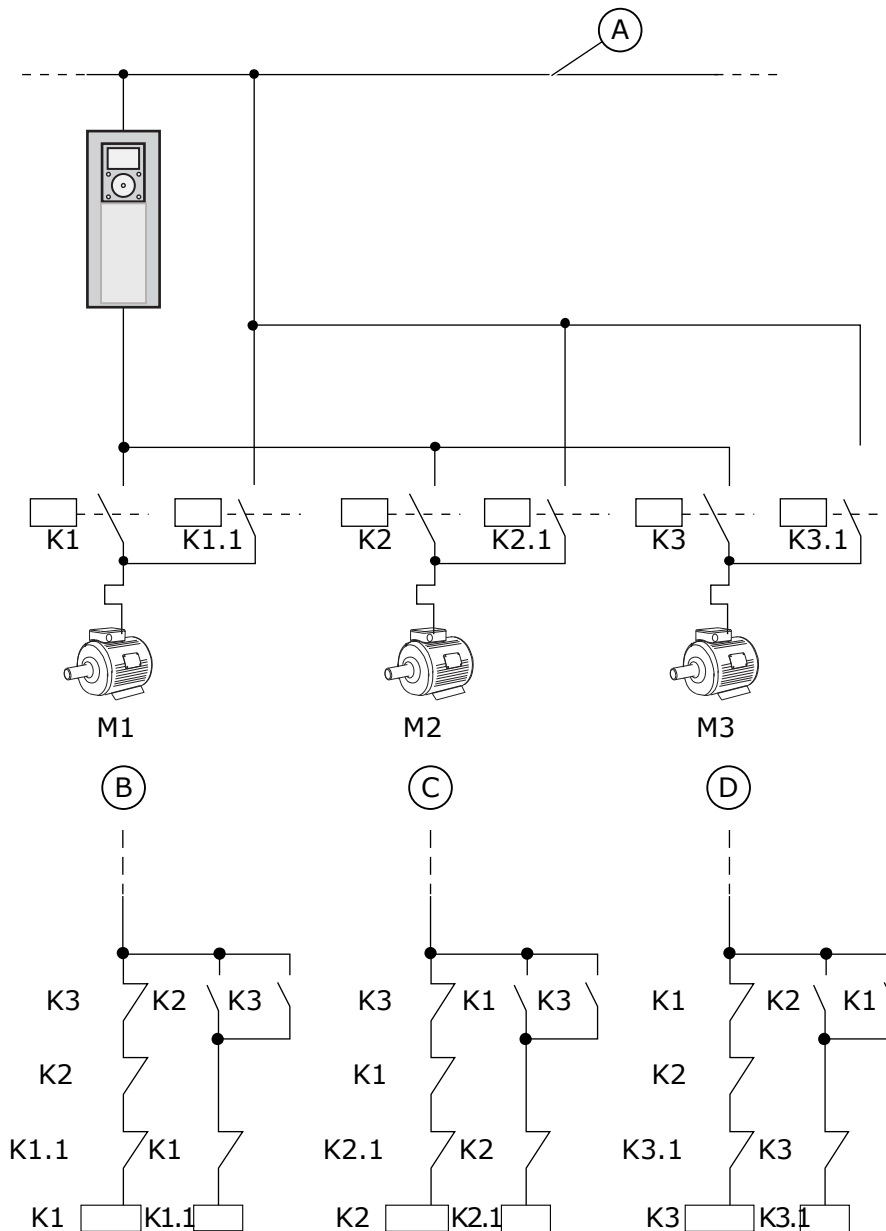 A
K1 K1.1 K2 K2.1 K3 K3.1
M1 M2 M3
B C D
K3 K2 K3 K3 K1 K3 K1 K2 K1
K2 K1 K2
K1.1 K1 K2.1 K2 K3.1 K3
K1 K1.1 K2 K2.1 K3 K3.1